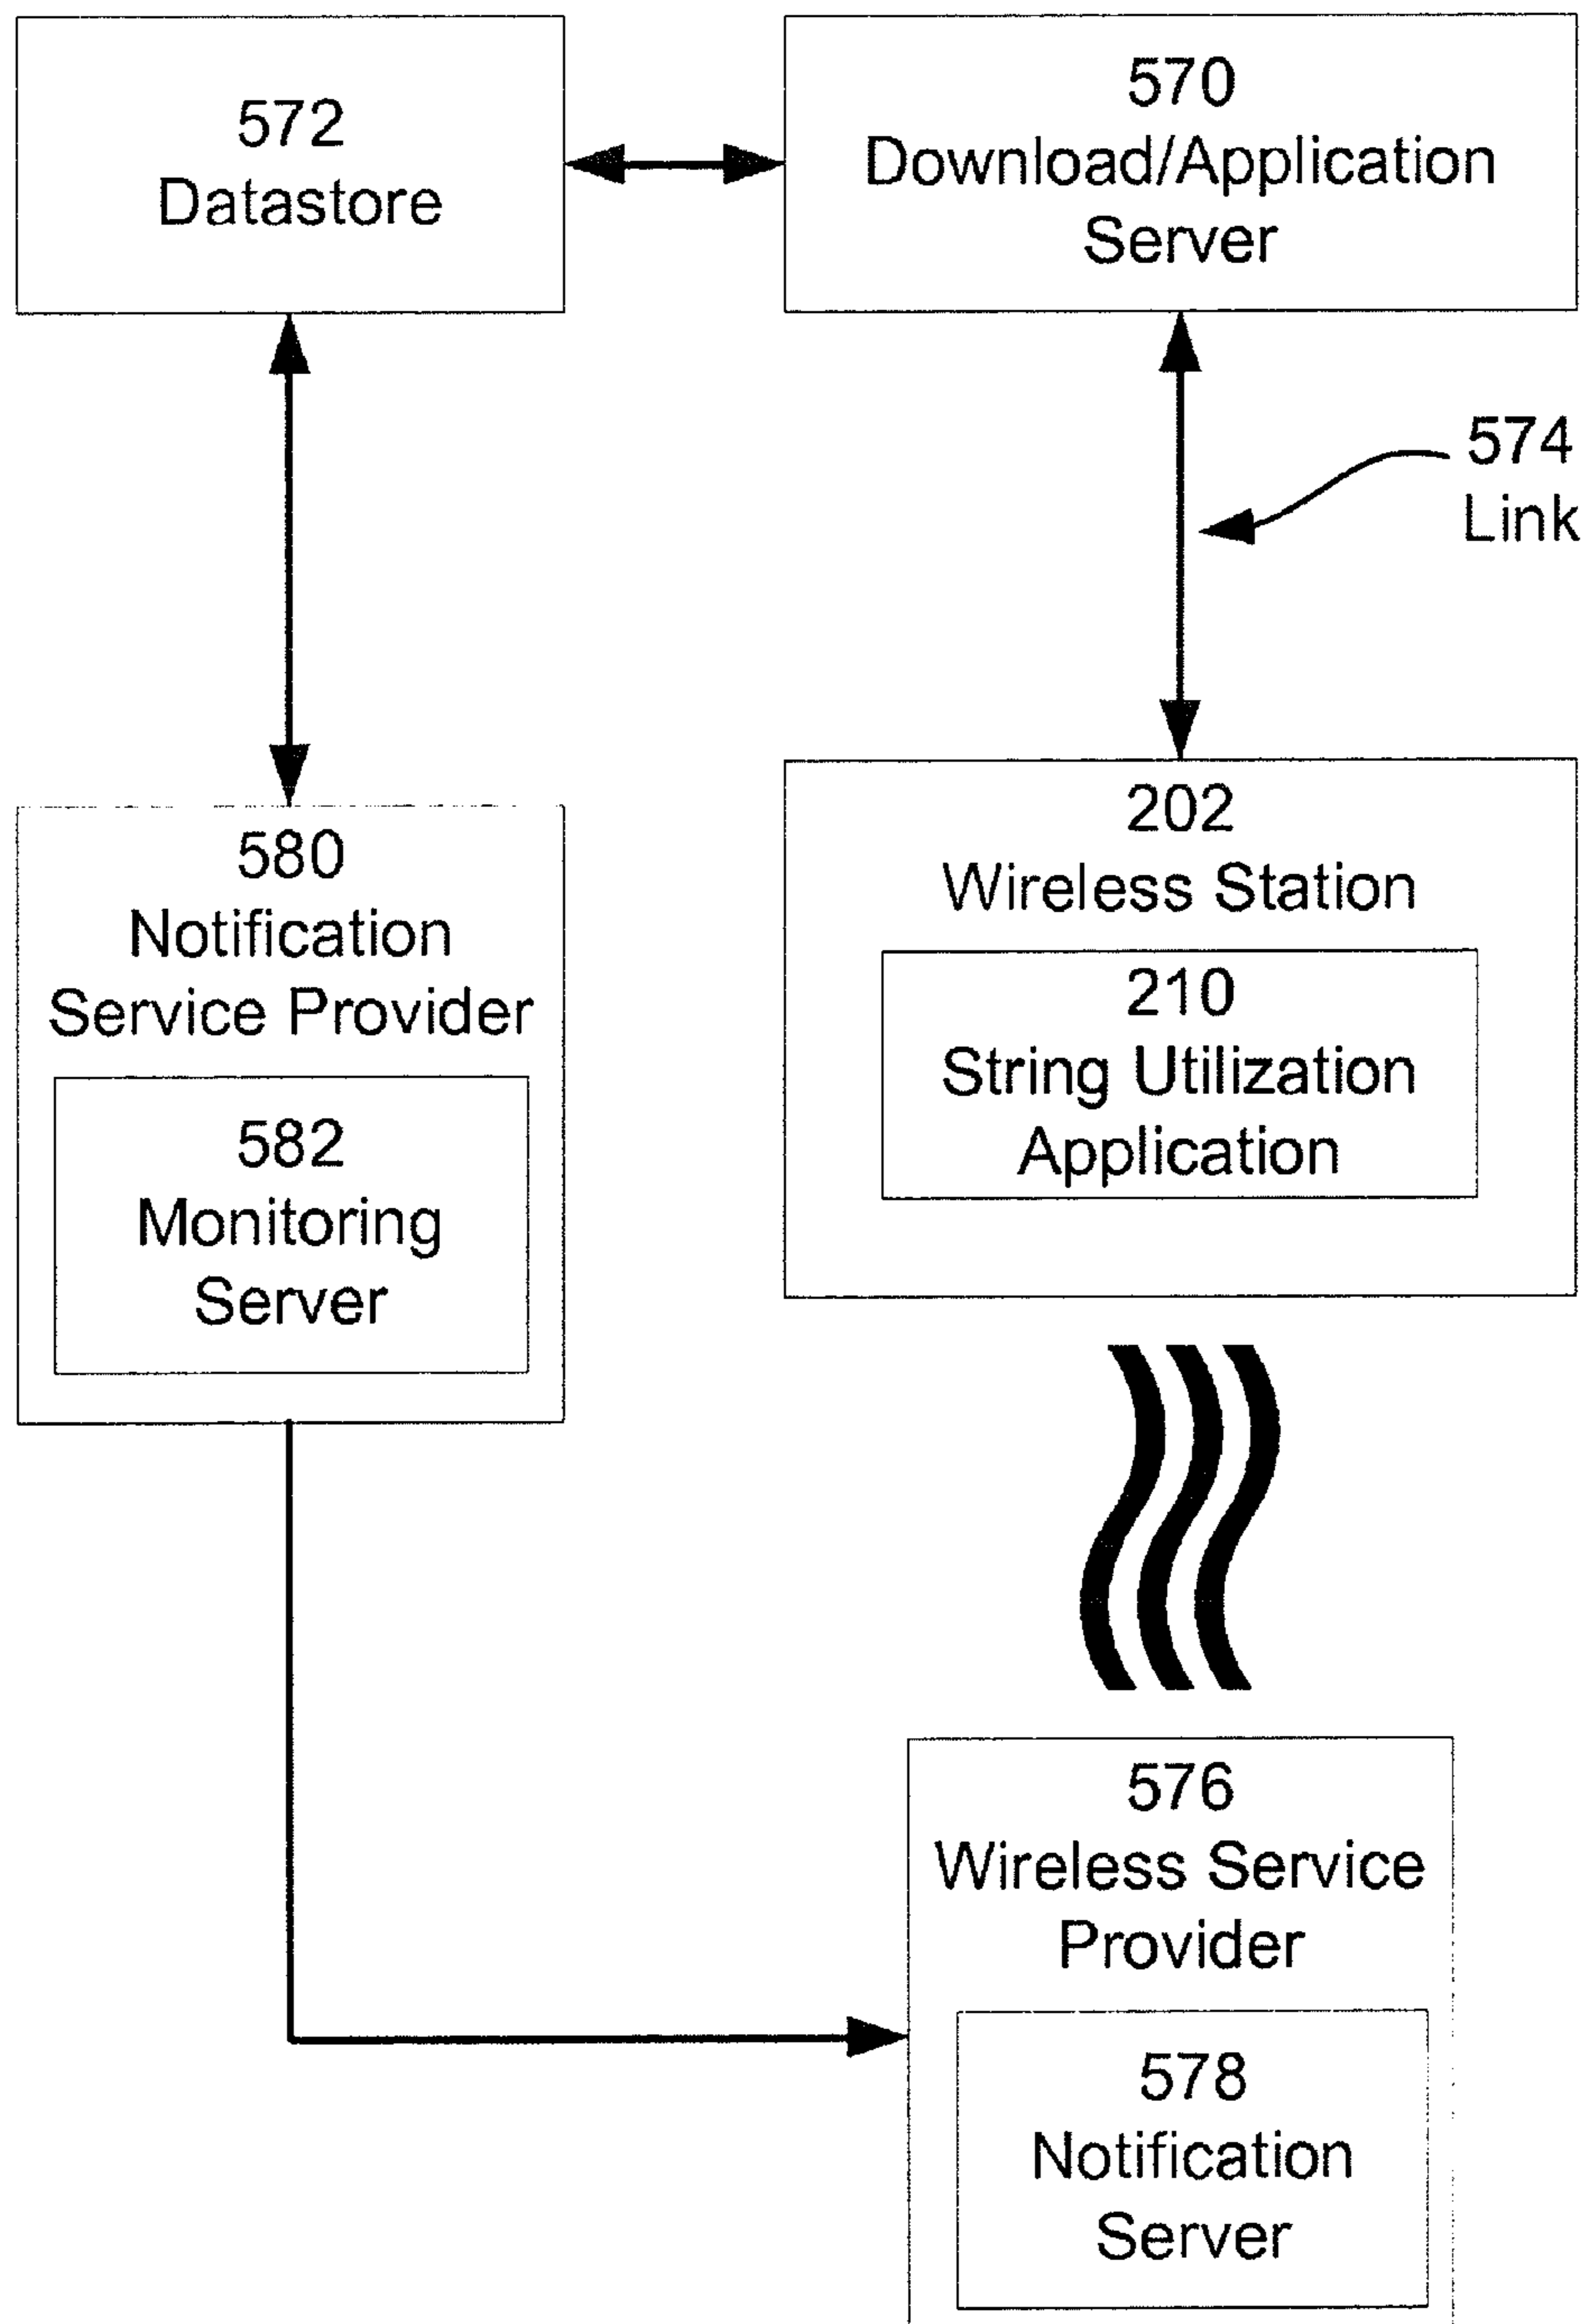 572
Datastore
570
Download/Application
Server
574
Link
580
Notification
Service Provider
582
Monitoring
Server
202
Wireless Station
210
String Utilization
Application
576
Wireless Service
Provider
578
Notification
Server